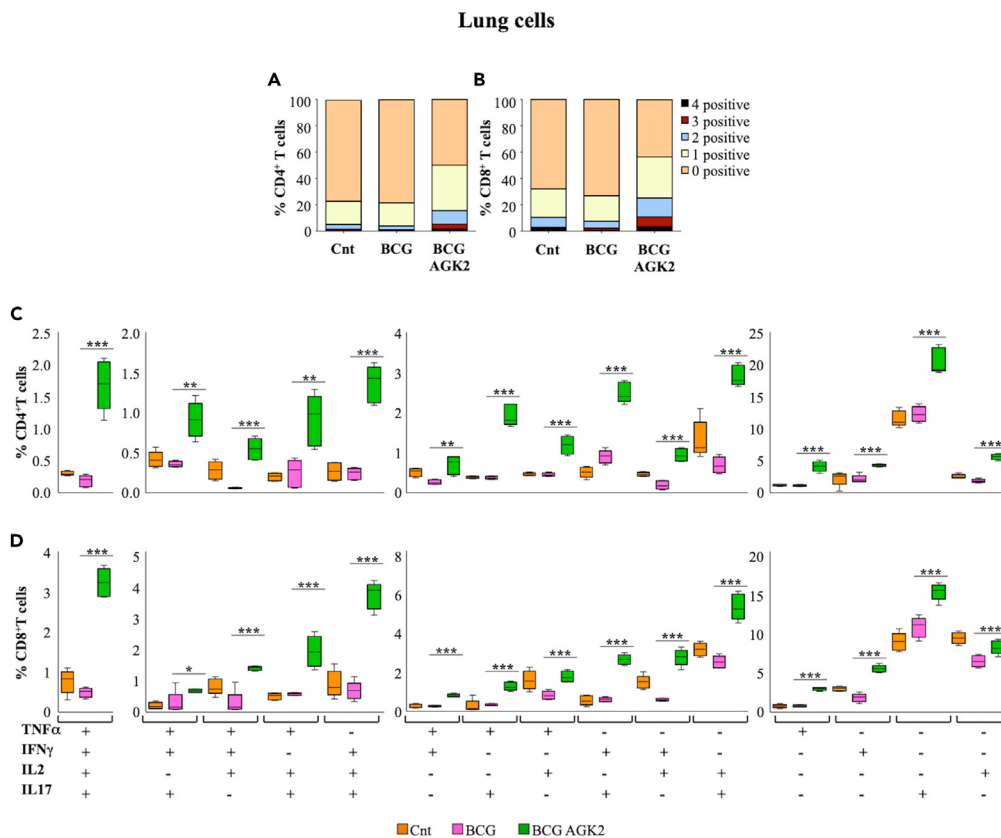 Lung cells
A
B
% CD4⁺ T cells
100
80
60
40
20
0
Cnt BCG BCG AGK2
% CD8⁺ T cells
100
80
60
40
20
0
Cnt BCG BCG AGK2
4 positive
3 positive
2 positive
1 positive
0 positive
C
% CD4⁺T cells
2.5
2.0
1.5
1.0
0.5
0.0
***
2.0
1.5
1.0
0.5
0.0
** *** ** ***
4
3
2
1
0
** *** *** *** *** ***
25
20
15
10
5
0
*** *** *** ***
D
% CD8⁺T cells
4
3
2
1
0
***
5
4
3
2
1
0
* *** *** ***
8
6
4
2
0
*** *** *** *** *** ***
20
15
10
5
0
*** *** *** ***
TNFα + + + + - + + + - - - + - - -
IFNγ + + + - + + - - + + - - + - -
IL2 + - + + + - - + - + + - - - +
IL17 + + - + + - + - + - + - - + -
Cnt BCG BCG AGK2